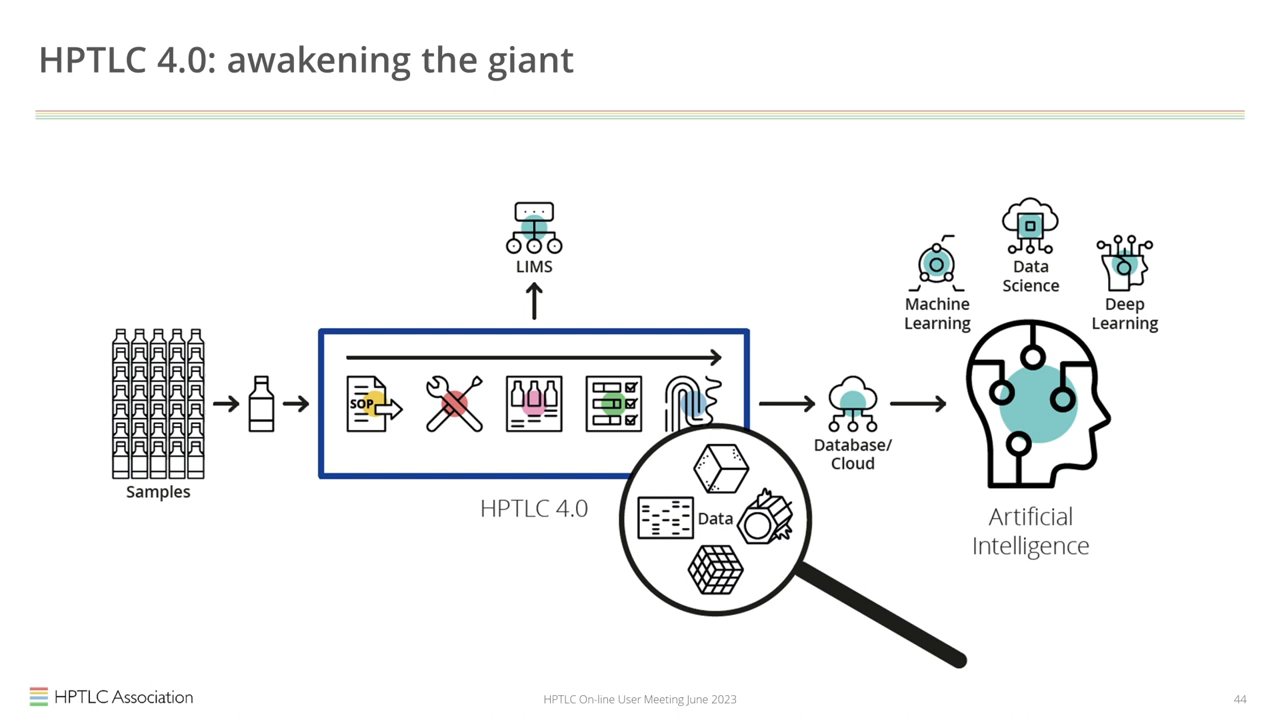 HPTLC 4.0: awakening the giant
LIMS
Machine
Learning
Data
Science
Deep
Learning
SOP
Samples
HPTLC 4.0
Data
Database/
Cloud
Artificial
Intelligence
HPTLC Association
HPTLC On-line User Meeting June 2023
44